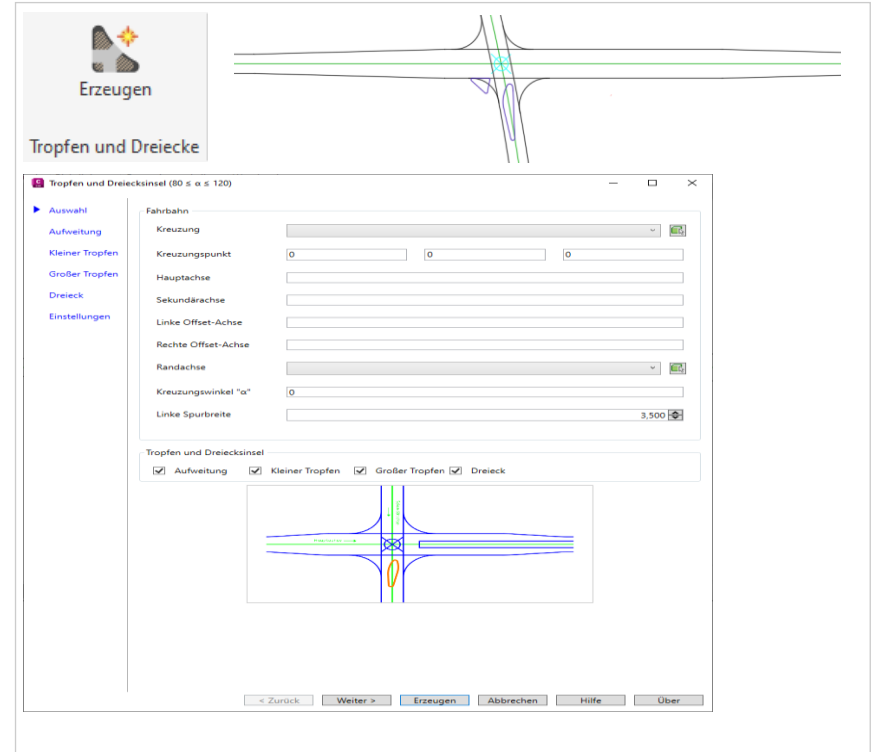 Erzeugen
Tropfen und Dreiecke
Tropfen und Dreiecksinsel (80 ≤ α ≤ 120)
Auswahl
Aufweitung
Kleiner Tropfen
Großer Tropfen
Dreieck
Einstellungen
Fahrbahn
Kreuzung
Kreuzungspunkt 0 0 0
Hauptachse
Sekundärachse
Linke Offset-Achse
Rechte Offset-Achse
Randachse
Kreuzungswinkel "α" 0
Linke Spurbreite 3,500
Tropfen und Dreiecksinsel
Aufweitung Kleiner Tropfen Großer Tropfen Dreieck
< Zurück Weiter > Erzeugen Abbrechen Hilfe Über